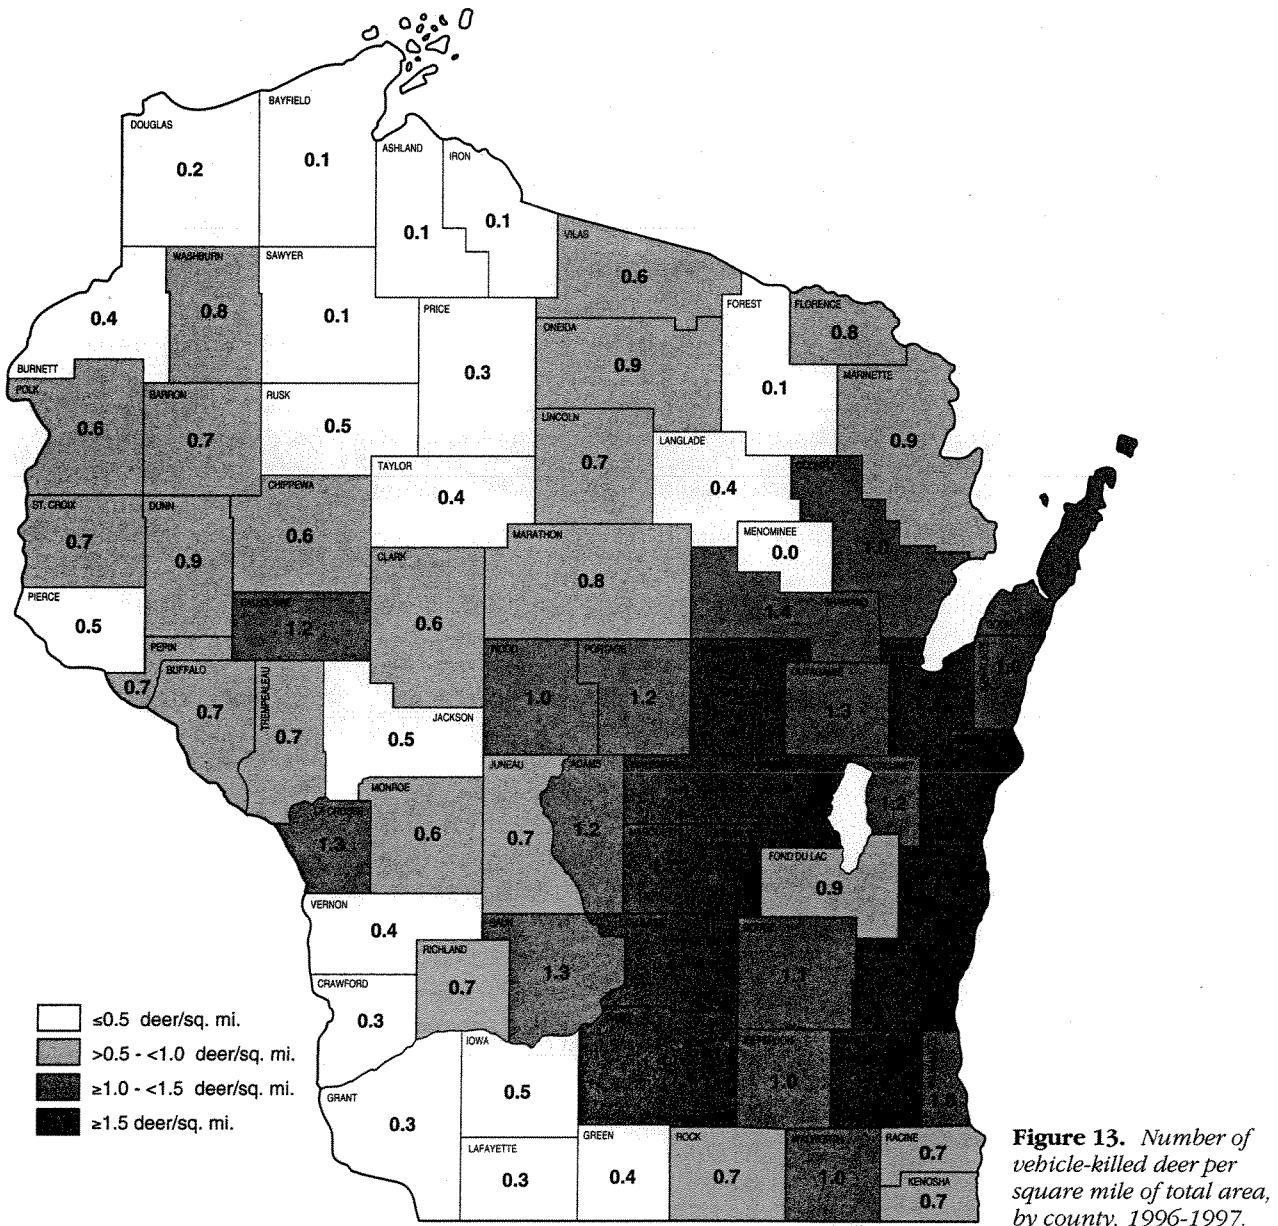 BAYFIELD
DOUGLAS
0.2
0.1
ASHLAND
IRON
0.1
0.1
VILAS
0.6
WASHBURN
0.8
SAWYER
0.1
0.4
BURNETT
PRICE
0.3
ONEIDA
0.9
FOREST
0.1
FLORENCE
0.8
MARINETTE
0.9
POLK
0.6
BARRON
0.7
RUSK
0.5
LINCOLN
0.7
LANGLADE
0.4
TAYLOR
0.4
CHIPPEWA
0.6
ST. CROIX
0.7
DUNN
0.9
MARATHON
0.8
MENOMINEE
0.0
CLARK
0.6
1.2
PIERCE
0.5
PEPIN
0.7
BUFFALO
0.7
TREMPEALEAU
0.7
JACKSON
0.5
WOOD
1.0
PORTAGE
1.2
1.4
1.3
MONROE
0.6
JUNEAU
0.7
ADAMS
1.2
1.2
1.3
FOND DU LAC
0.9
VERNON
0.4
RICHLAND
0.7
SAUK
1.3
CRAWFORD
0.3
IOWA
0.5
GRANT
0.3
LAFAYETTE
0.3
GREEN
0.4
ROCK
0.7
JEFFERSON
1.0
WALWORTH
1.0
RACINE
0.7
KENOSHA
0.7
≤0.5 deer/sq. mi.
>0.5 - <1.0 deer/sq. mi.
≥1.0 - <1.5 deer/sq. mi.
≥1.5 deer/sq. mi.
Figure 13. Number of
vehicle-killed deer per
square mile of total area,
by county, 1996-1997.